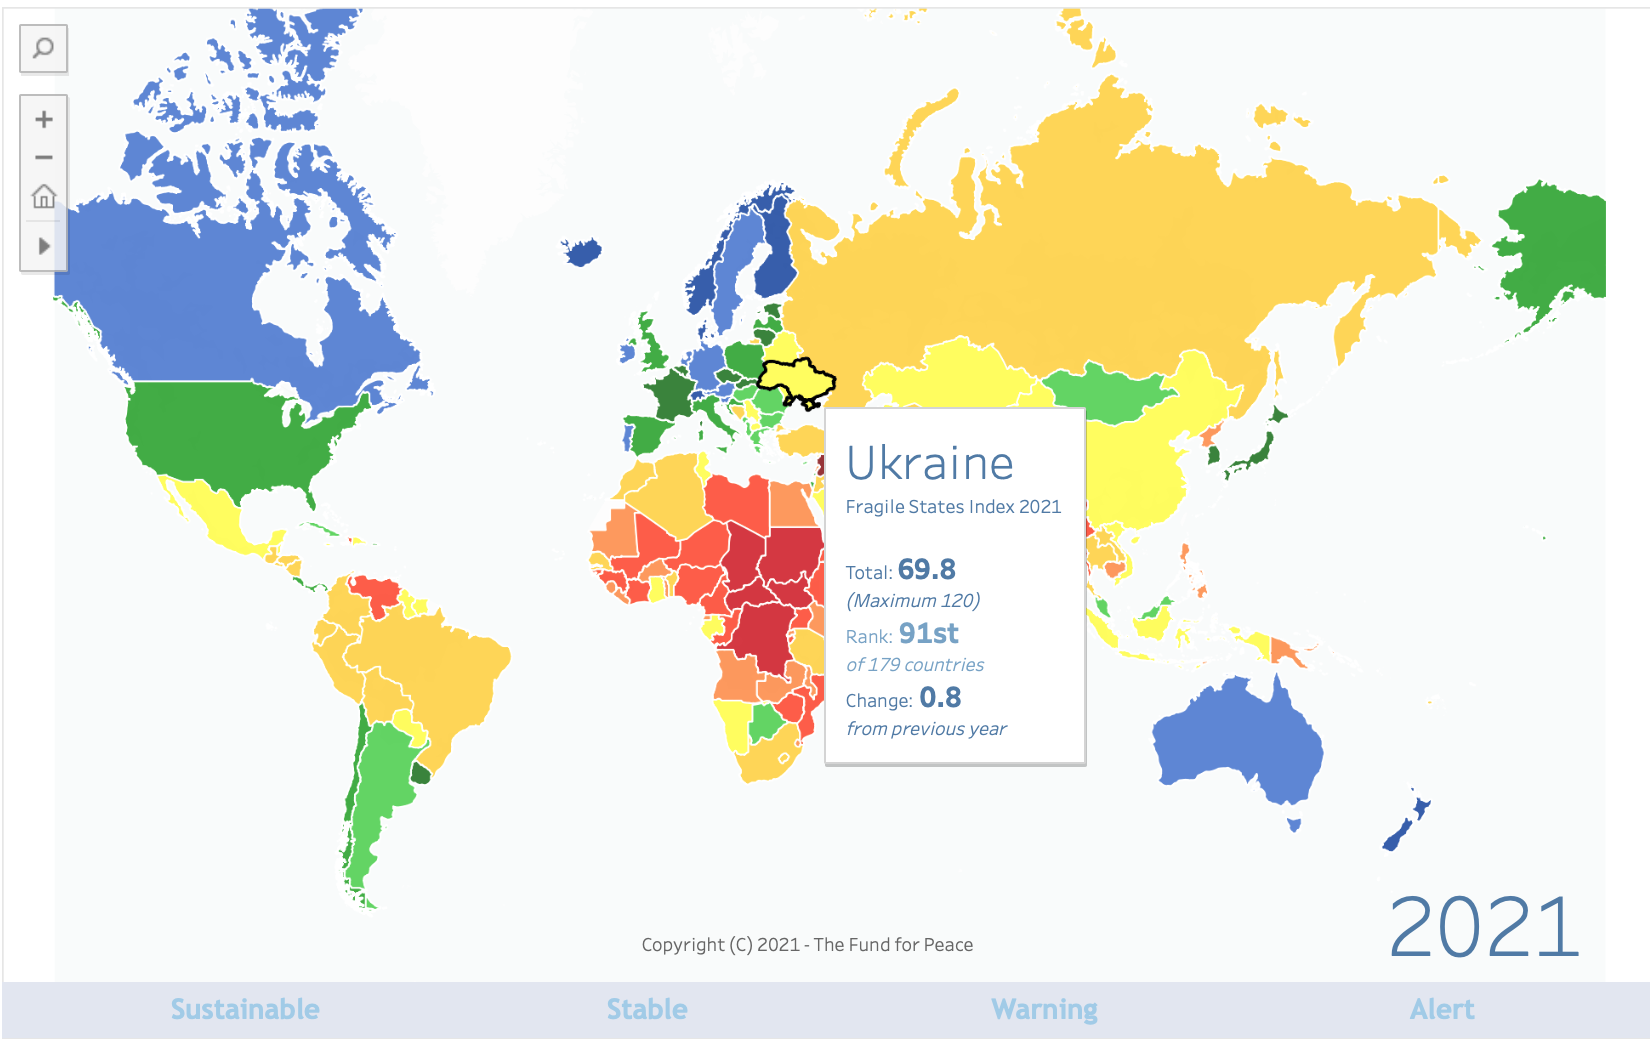 Ukraine
Fragile States Index 2021
Total: 69.8
(Maximum 120)
Rank: 91st
of 179 countries
Change: 0.8
from previous year
2021
Copyright (C) 2021 - The Fund for Peace
Sustainable Stable Warning Alert